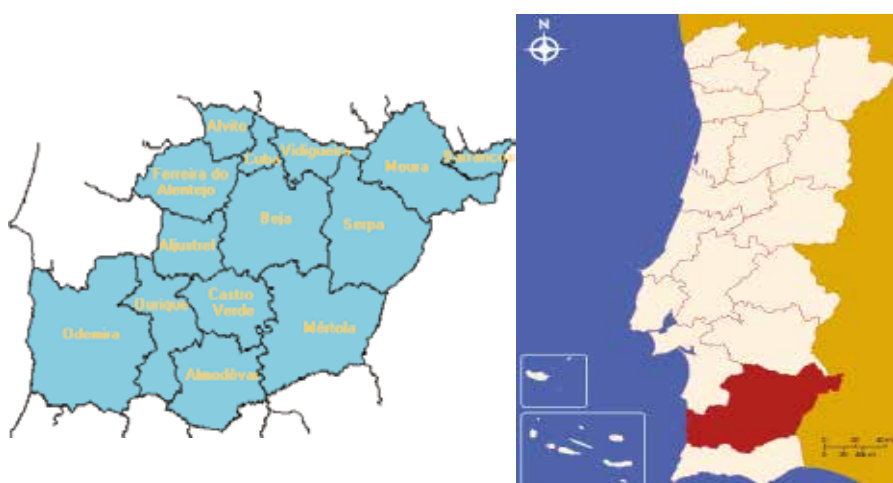 Alvito
Cuba
Vidigueira
Barrancos
Moura
Ferreira do
Alentejo
Beja
Serpa
Aljustrel
Castro
Verde
Ourique
Mértola
Odemira
Almodôvar
N